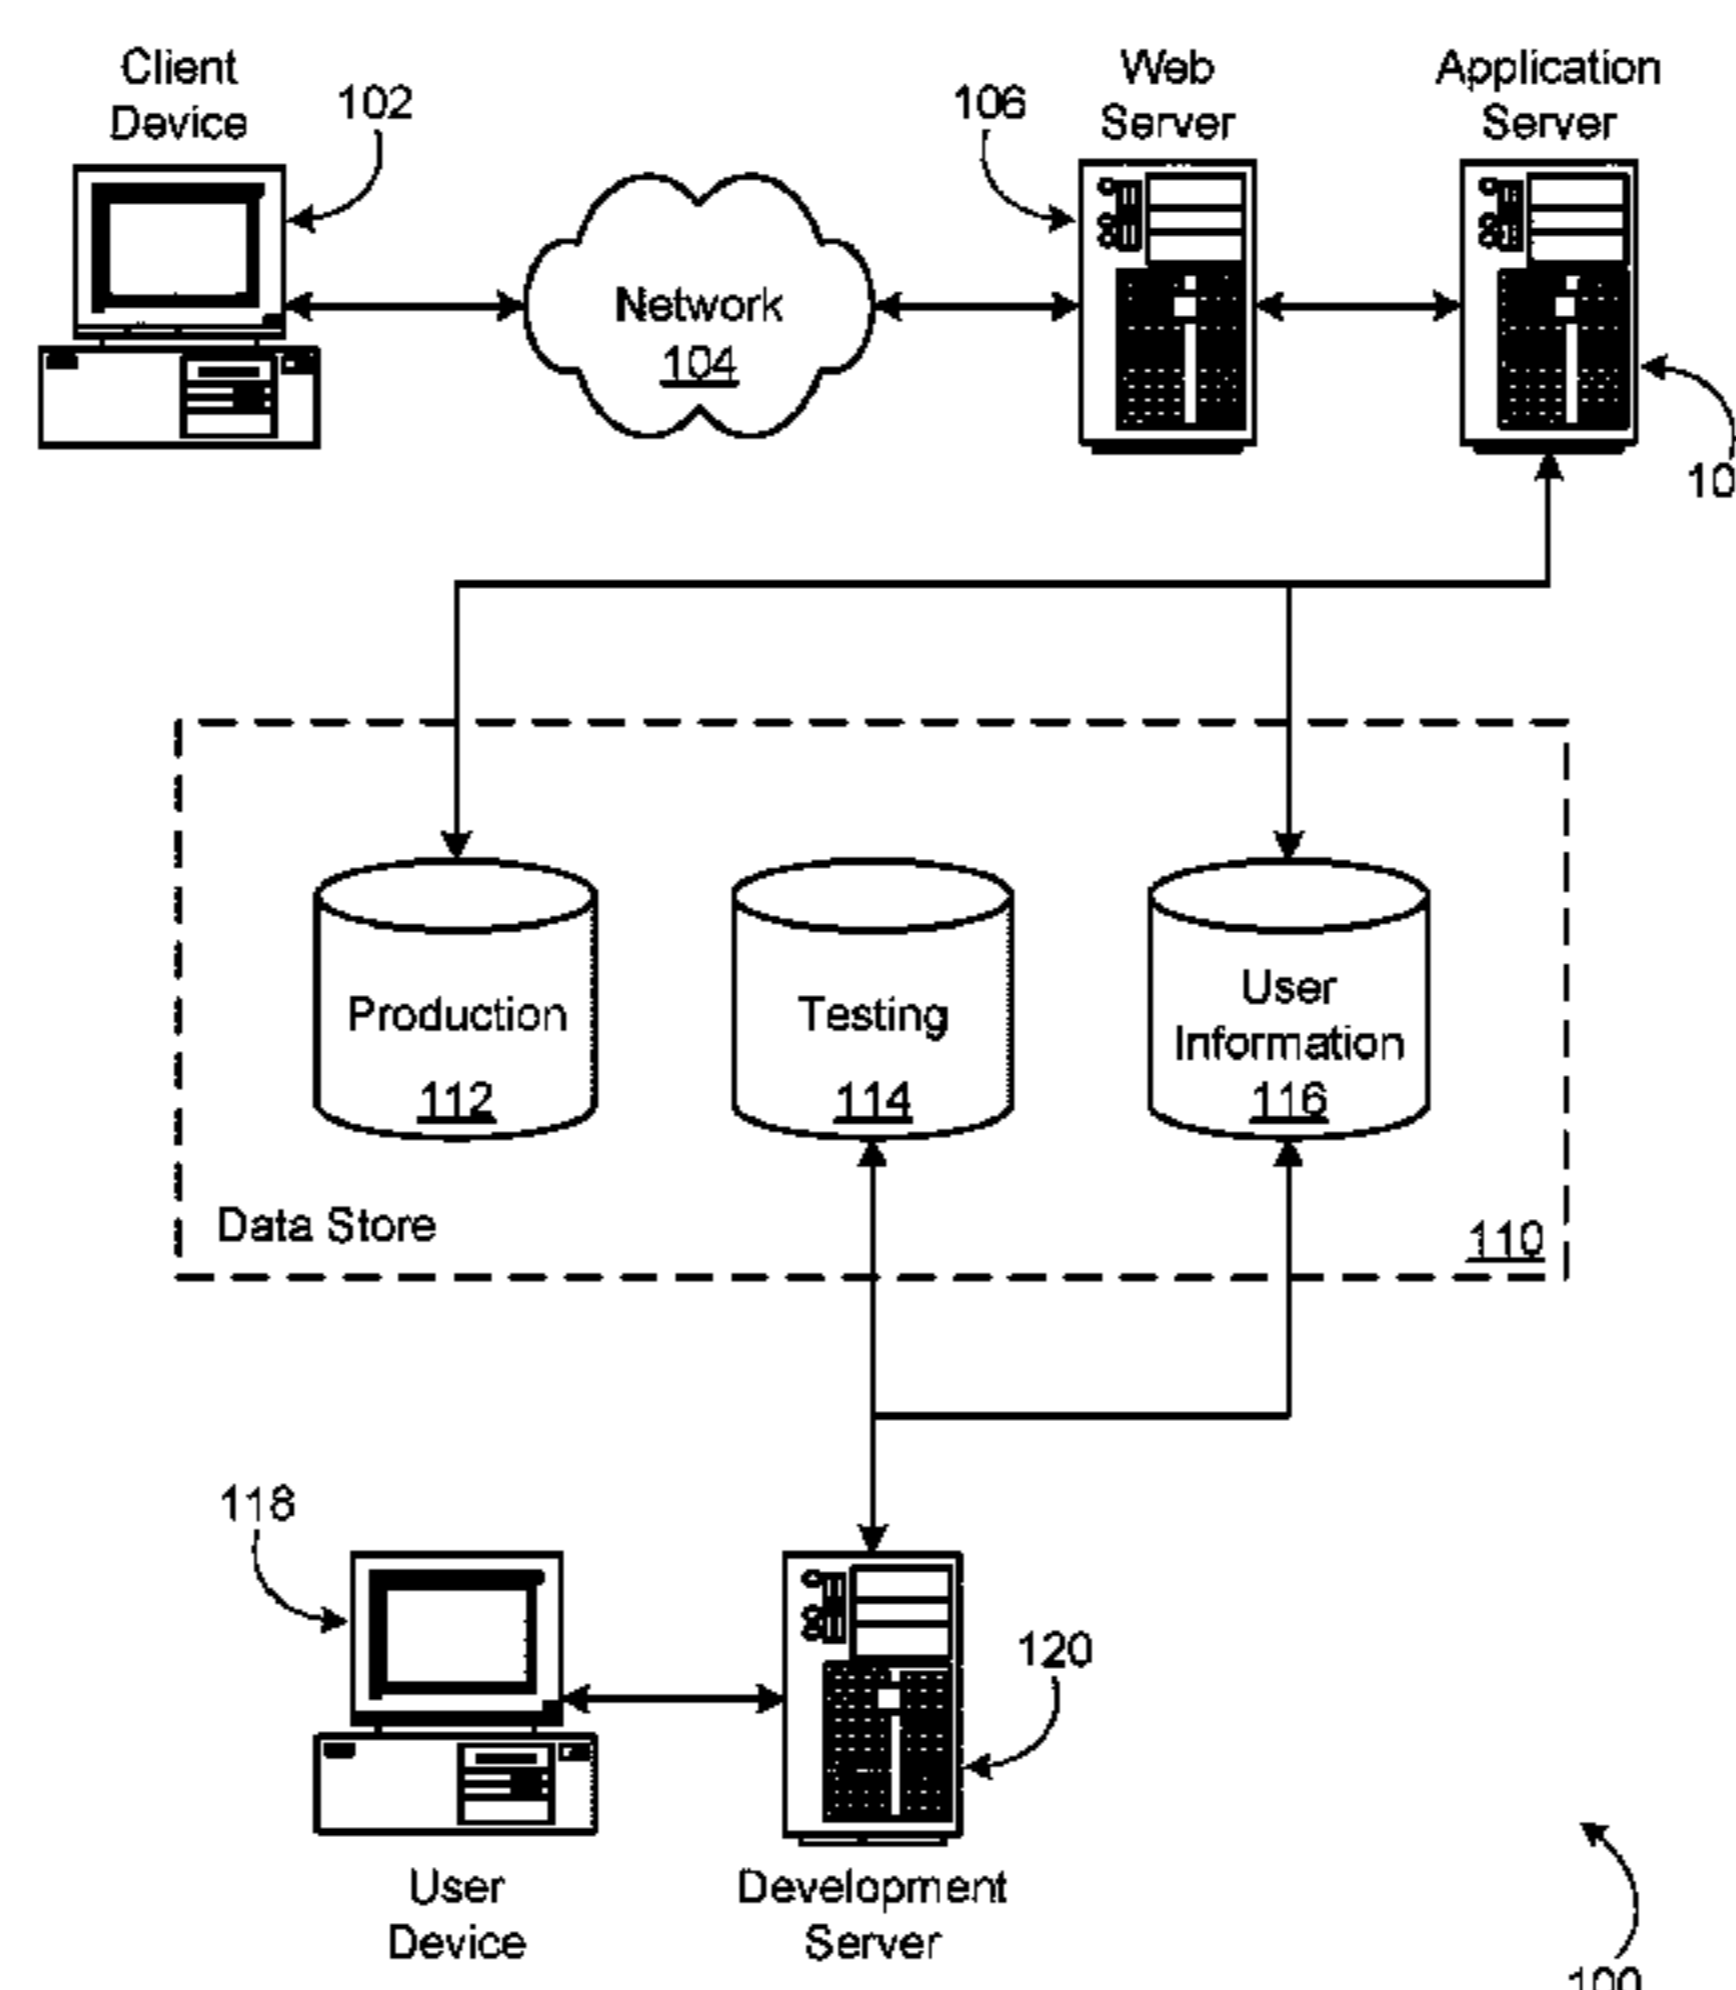 Client
Device
102
106
Web
Server
Application
Server
Network
104
10
Production
112
Testing
114
User
Information
116
Data Store
110
118
120
User
Device
Development
Server
100